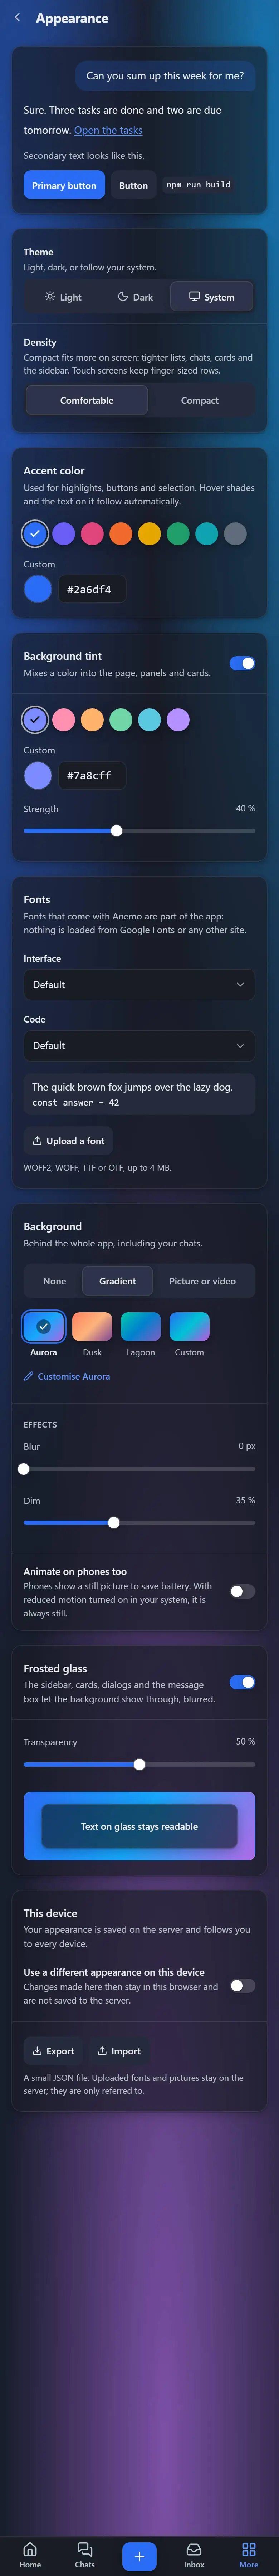 Appearance
Can you sum up this week for me?
Sure. Three tasks are done and two are due
tomorrow. Open the tasks
Secondary text looks like this.
Primary button
Button
npm run build
Theme
Light, dark, or follow your system.
Light
Dark
System
Density
Compact fits more on screen: tighter lists, chats, cards and
the sidebar. Touch screens keep finger-sized rows.
Comfortable
Compact
Accent color
Used for highlights, buttons and selection. Hover shades
and the text on it follow automatically.
Custom
#2a6df4
Background tint
Mixes a color into the page, panels and cards.
Custom
#7a8cff
Strength
40 %
Fonts
Fonts that come with Anemo are part of the app:
nothing is loaded from Google Fonts or any other site.
Interface
Default
Code
Default
The quick brown fox jumps over the lazy dog.
const answer = 42
Upload a font
WOFF2, WOFF, TTF or OTF, up to 4 MB.
Background
Behind the whole app, including your chats.
None
Gradient
Picture or video
Aurora
Dusk
Lagoon
Custom
Customise Aurora
EFFECTS
Blur
0 px
Dim
35 %
Animate on phones too
Phones show a still picture to save battery. With
reduced motion turned on in your system, it is
always still.
Frosted glass
The sidebar, cards, dialogs and the message
box let the background show through, blurred.
Transparency
50 %
Text on glass stays readable
This device
Your appearance is saved on the server and follows you
to every device.
Use a different appearance on this device
Changes made here then stay in this browser and
are not saved to the server.
Export
Import
A small JSON file. Uploaded fonts and pictures stay on the
server; they are only referred to.
Home
Chats
Inbox
More